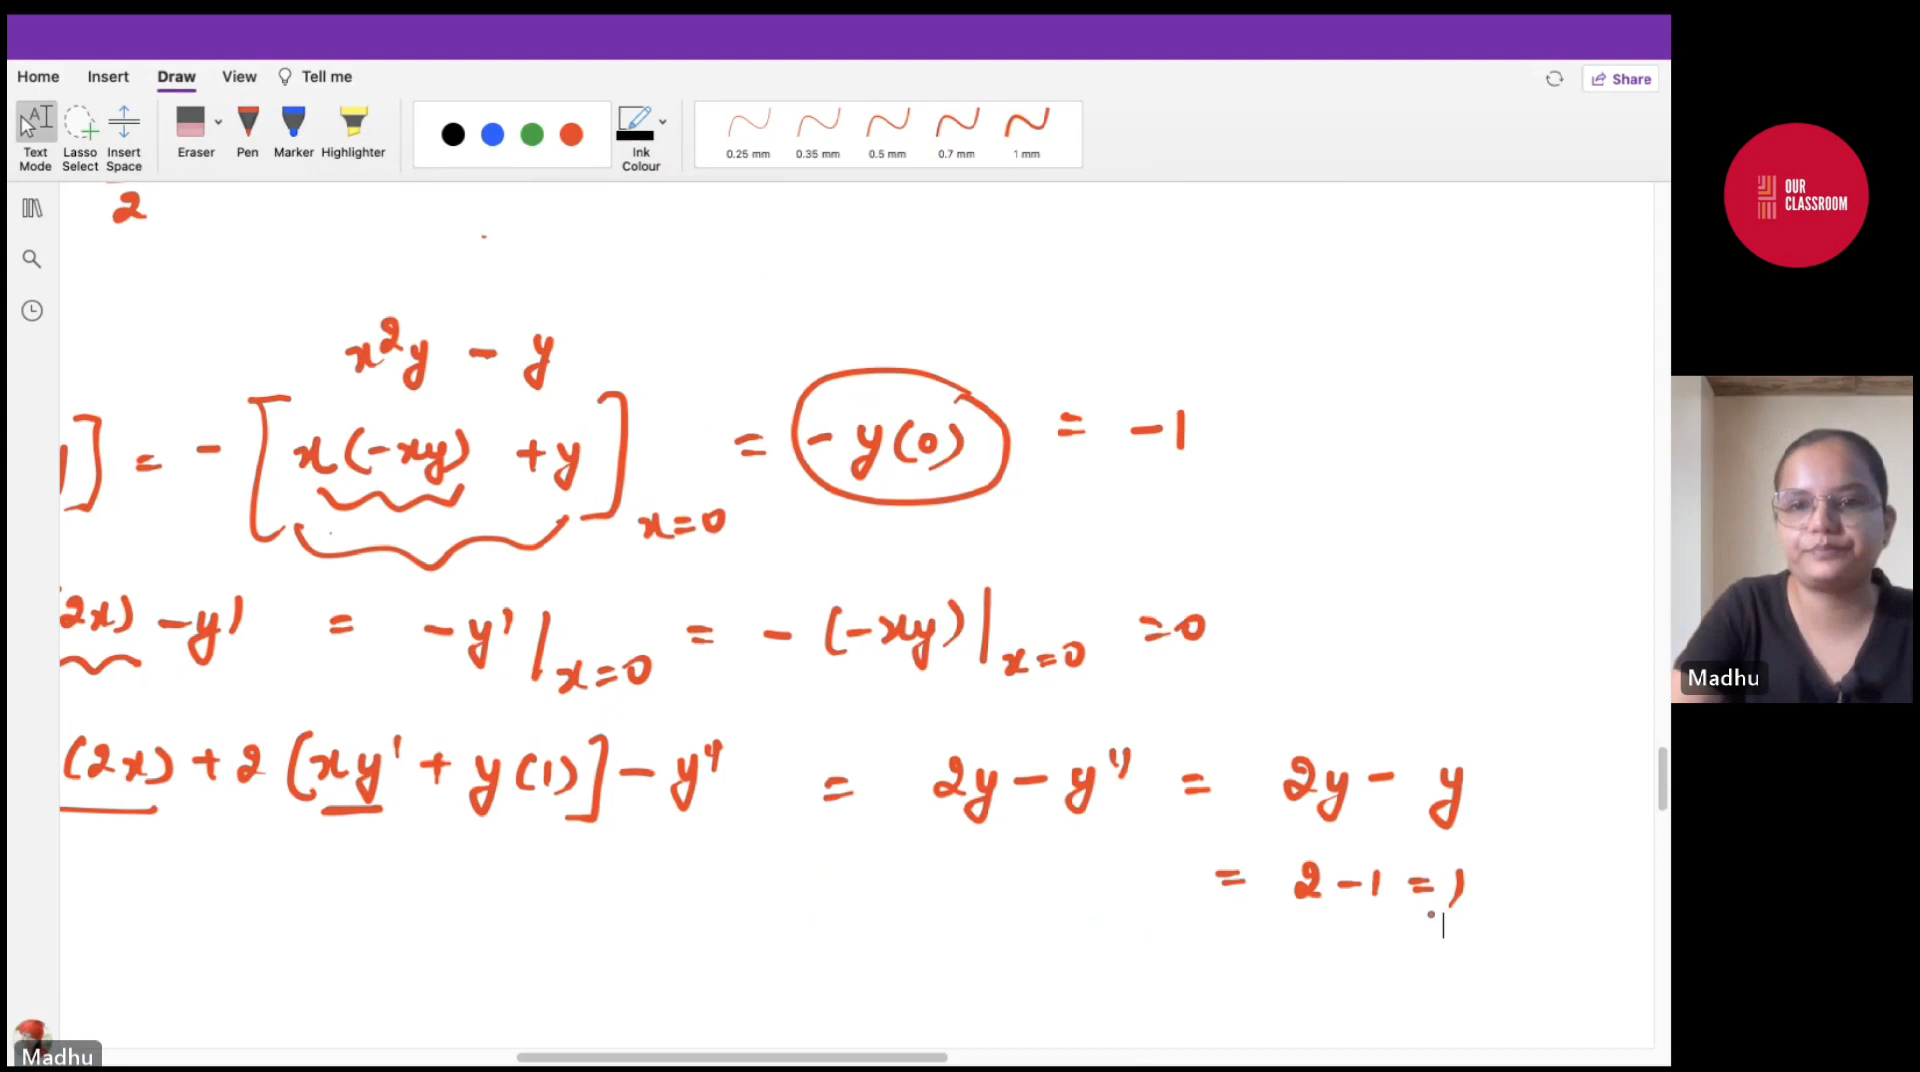 Home Insert Draw View Tell me
Share
Text Mode
Lasso Select
Insert Space
Eraser
Pen
Marker
Highlighter
Ink Colour
0.25 mm
0.35 mm
0.5 mm
0.7 mm
1 mm
OUR CLASSROOM
2
x²y - y
] = - [x(-xy) + y]x=0 = -y(0) = -1
2x) - y' = -y'|x=0 = -(-xy)|x=0 = 0
(2x) + 2 [xy' + y(1)] - y'' = 2y - y'' = 2y - y
= 2 - 1 = 1
Madhu
Madhu